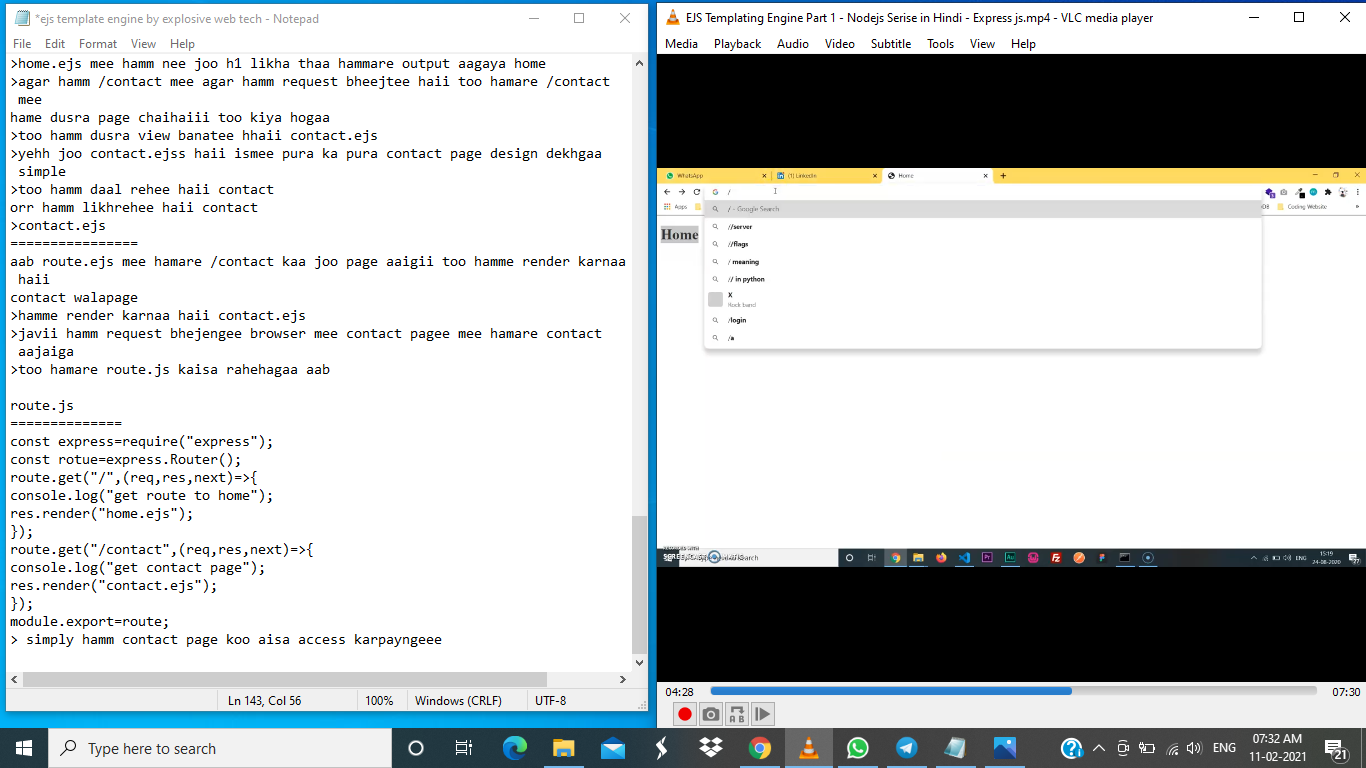 *ejs template engine by explosive web tech - Notepad
File Edit Format View Help
>home.ejs mee hamm nee joo h1 likha thaa hammare output aagaya home
>agar hamm /contact mee agar hamm request bheejtee haii too hamare /contact
mee
hame dusra page chaihaiii too kiya hogaa
>too hamm dusra view banatee hhaii contact.ejs
>yehh joo contact.ejss haii ismee pura ka pura contact page design dekhgaa
simple
>too hamm daal rehee haii contact
orr hamm likhrehee haii contact
>contact.ejs
================
aab route.ejs mee hamare /contact kaa joo page aaigii too hamme render karnaa
haii
contact walapage
>hamme render karnaa haii contact.ejs
>javii hamm request bhejengee browser mee contact pagee mee hamare contact
aajaiga
>too hamare route.js kaisa rahehagaa aab
route.js
==============
const express=require("express");
const rotue=express.Router();
route.get("/",(req,res,next)=>{
console.log("get route to home");
res.render("home.ejs");
});
route.get("/contact",(req,res,next)=>{
console.log("get contact page");
res.render("contact.ejs");
});
module.export=route;
> simply hamm contact page koo aisa access karpayngeee
Ln 143, Col 56 100% Windows (CRLF) UTF-8
EJS Templating Engine Part 1 - Nodejs Serise in Hindi - Express js.mp4 - VLC media player
Media Playback Audio Video Subtitle Tools View Help
WhatsApp (1) LinkedIn Home
/
Apps Coding Website
/ - Google Search
Home
//server
//flags
/ meaning
// in python
X
Rock band
/login
/a
ENG 15:19
24-08-2020
04:28 07:30
Type here to search
ENG 07:32 AM
11-02-2021
21